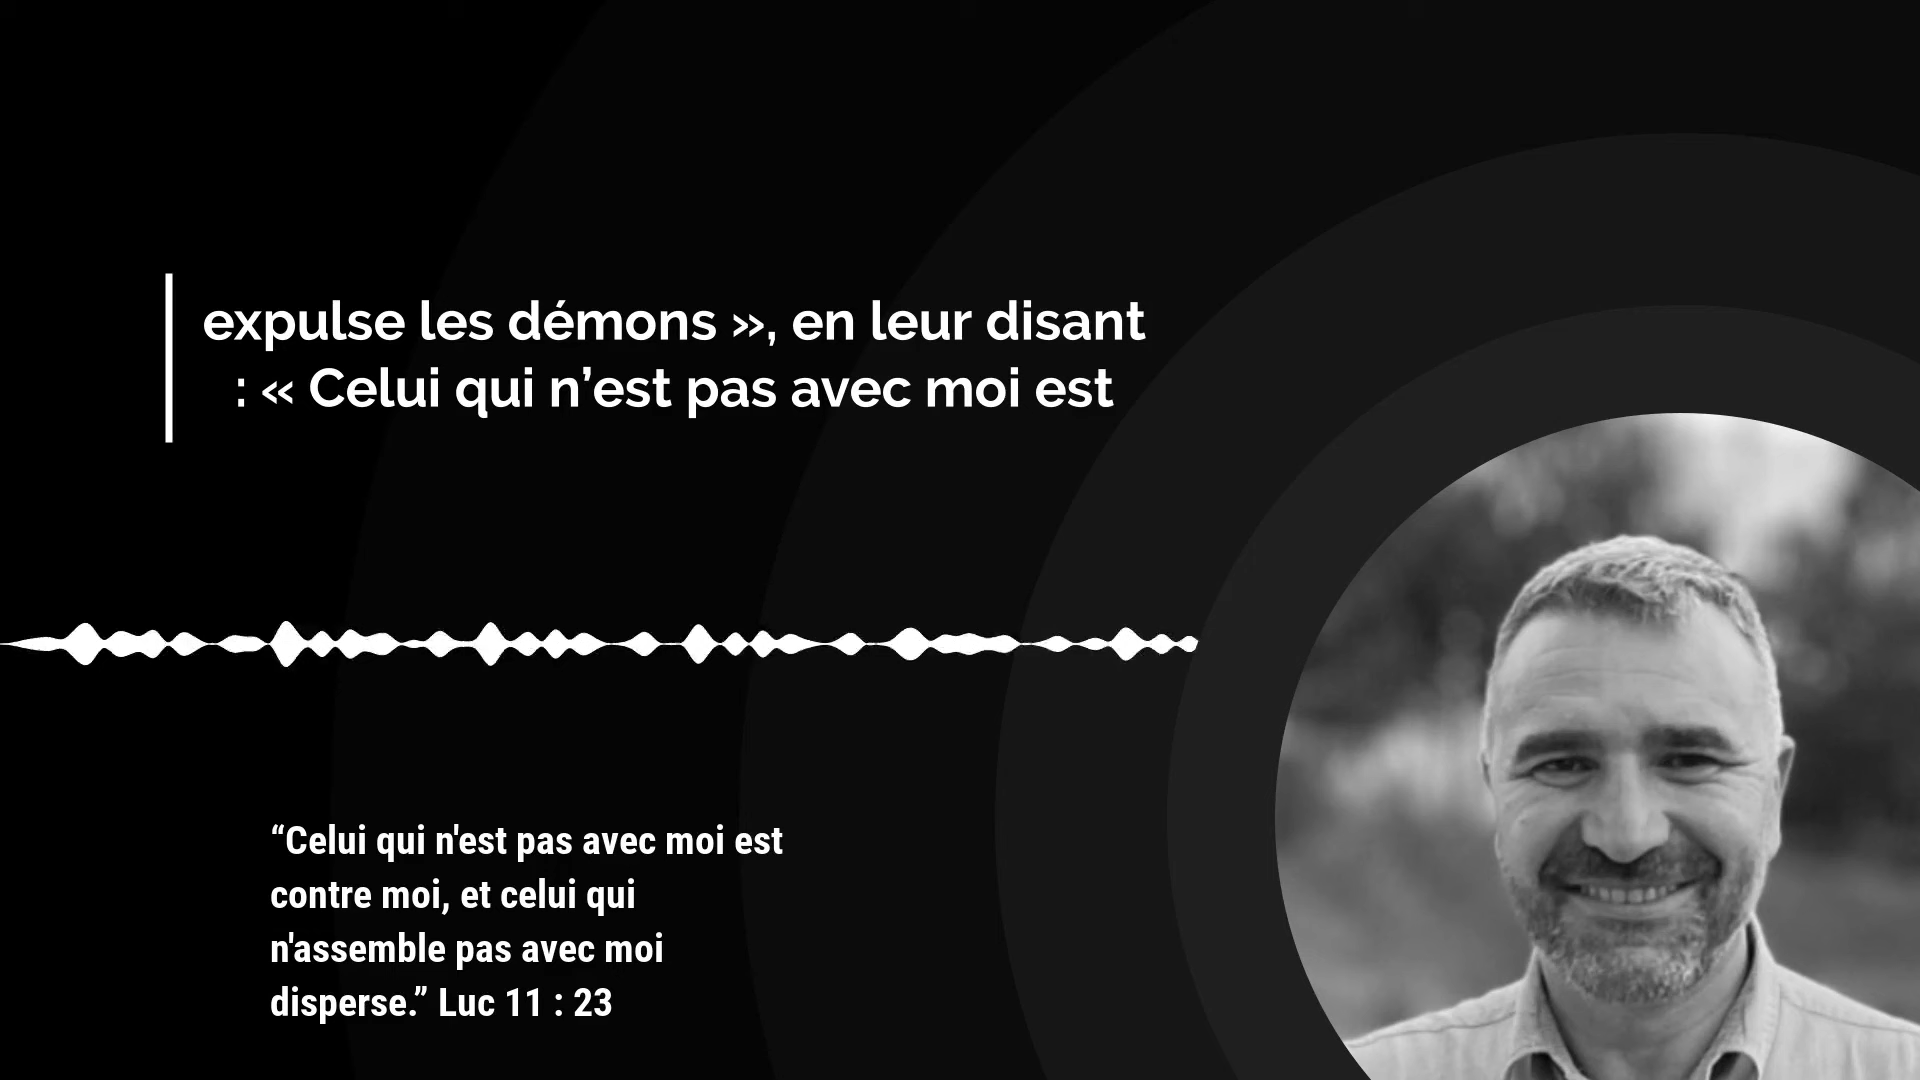 expulse les démons », en leur disant
: « Celui qui n’est pas avec moi est
“Celui qui n'est pas avec moi est
contre moi, et celui qui
n'assemble pas avec moi
disperse.” Luc 11 : 23